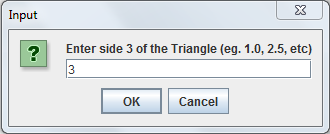 Input
Enter side 3 of the Triangle (eg. 1.0, 2.5, etc)
3
OK Cancel